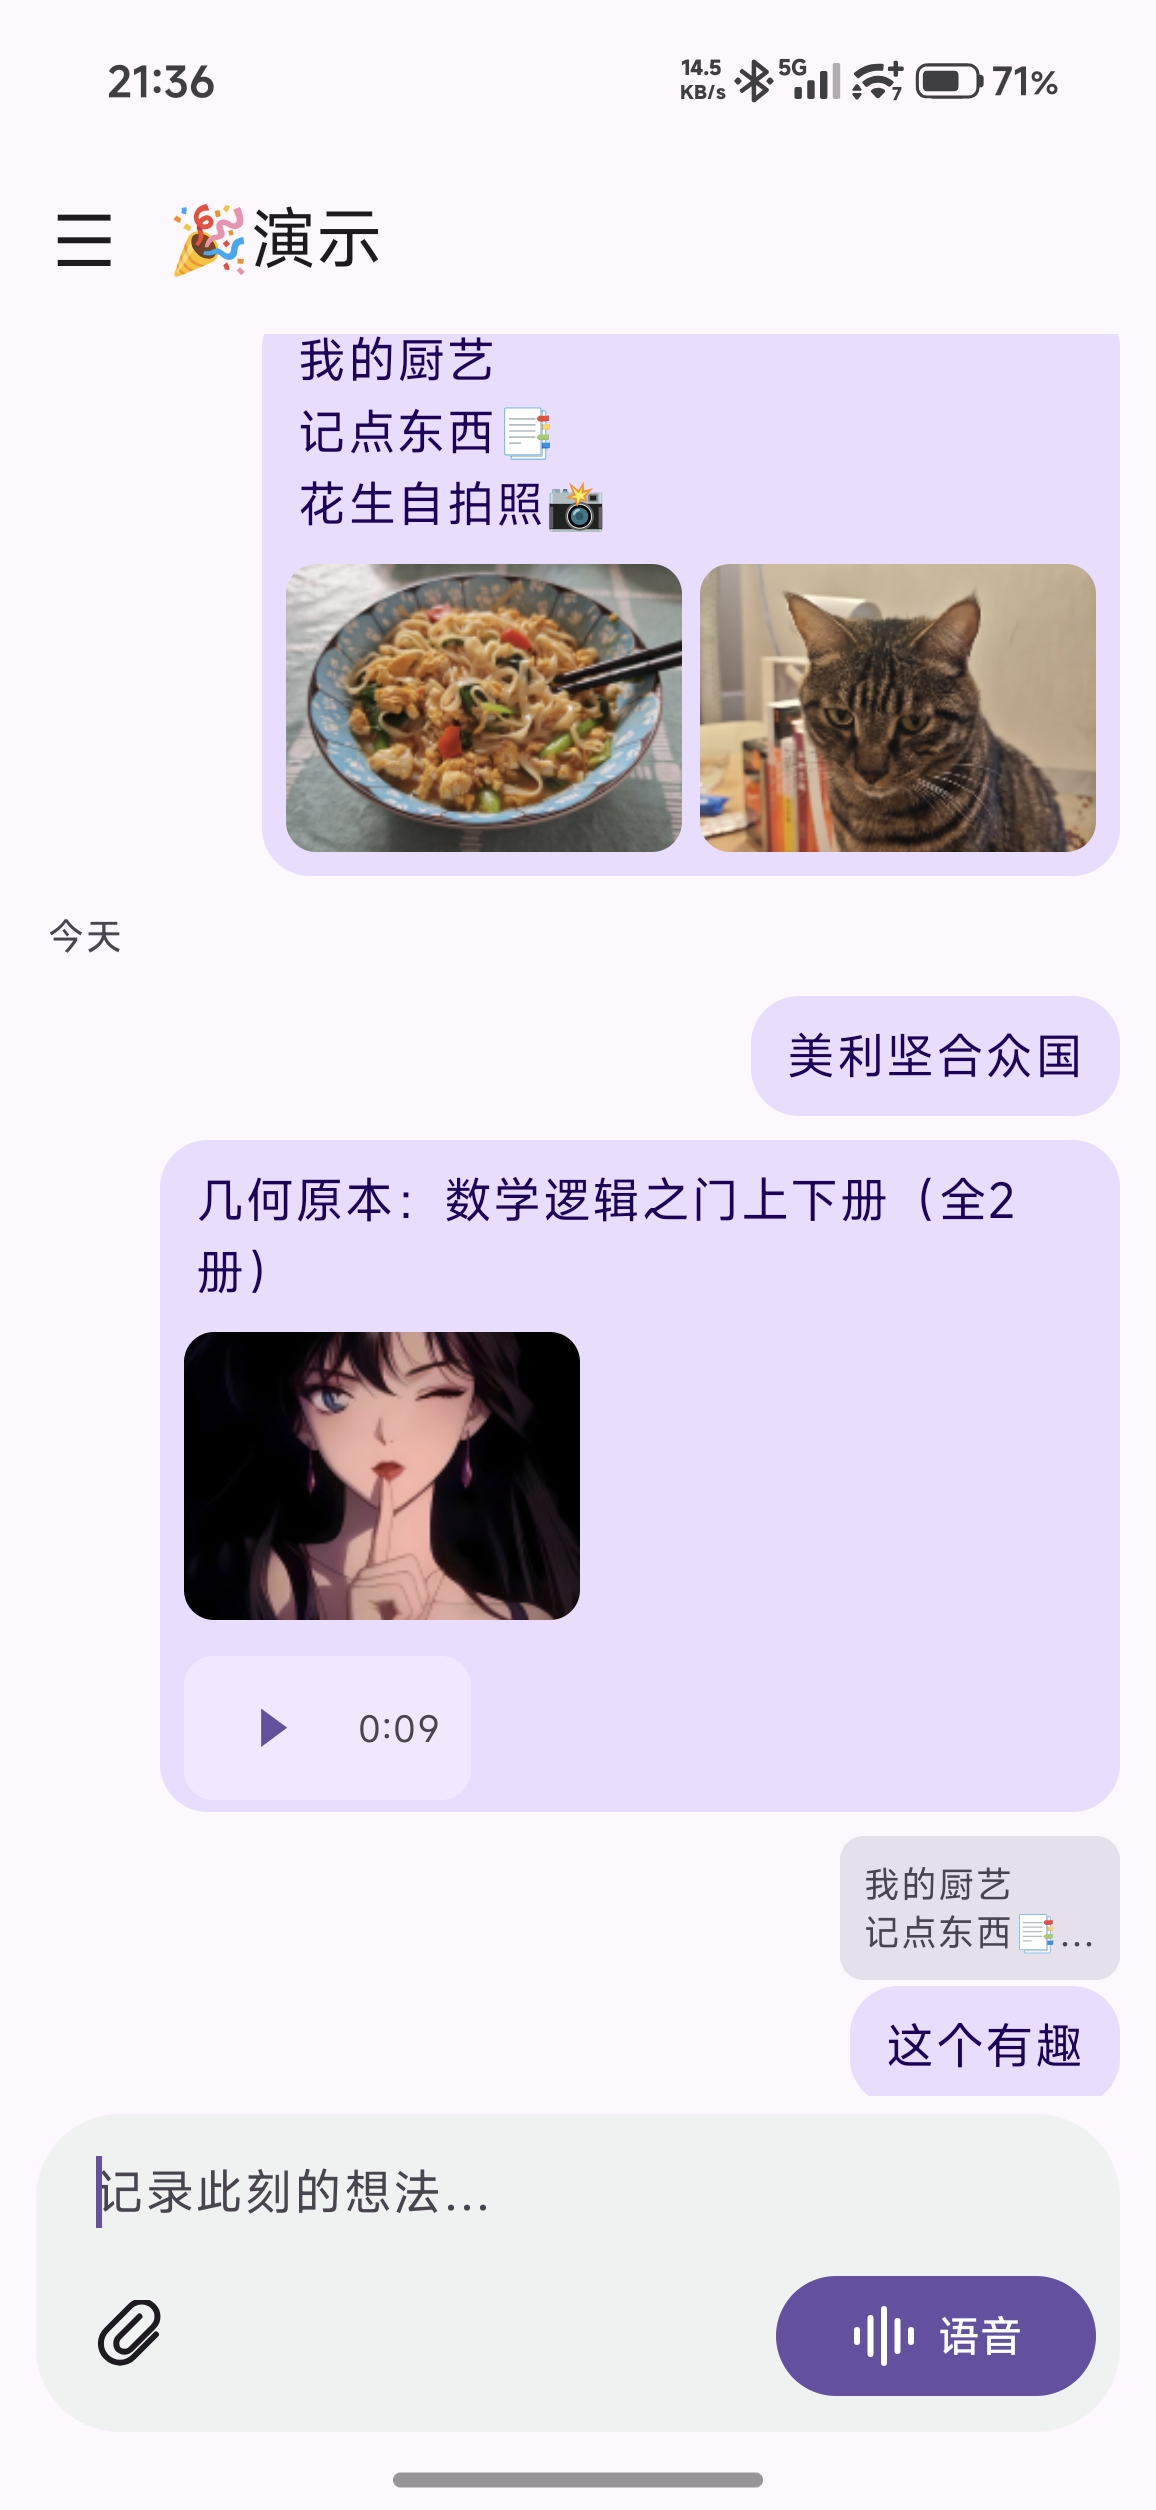 21:36
14.5
KB/s
5G
7
71%
🎉演示
我的厨艺
记点东西📑
花生自拍照📸
今天
美利坚合众国
几何原本：数学逻辑之门上下册（全2
册）
0:09
我的厨艺
记点东西📑...
这个有趣
记录此刻的想法...
语音